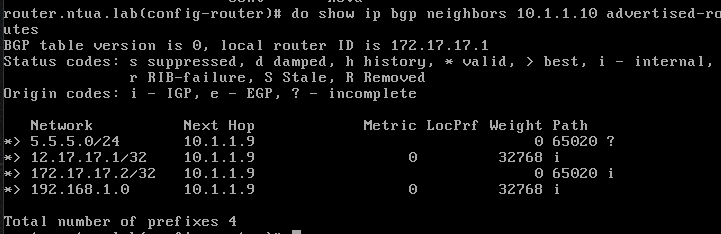 router.ntua.lab(config-router)# do show ip bgp neighbors 10.1.1.10 advertised-ro
utes
BGP table version is 0, local router ID is 172.17.17.1
Status codes: s suppressed, d damped, h history, * valid, > best, i - internal,
              r RIB-failure, S Stale, R Removed
Origin codes: i - IGP, e - EGP, ? - incomplete
   Network          Next Hop            Metric LocPrf Weight Path
*> 5.5.5.0/24       10.1.1.9                               0 65020 ?
*> 12.17.17.1/32    10.1.1.9                 0         32768 i
*> 172.17.17.2/32   10.1.1.9                               0 65020 i
*> 192.168.1.0      10.1.1.9                 0         32768 i
Total number of prefixes 4